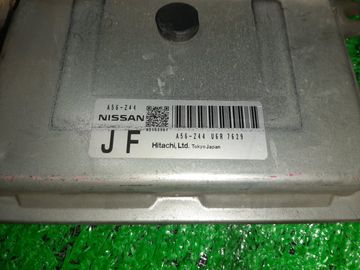 A56-Z44
NISSAN
A56-Z44 U6R 7629
JF
Hitachi, Ltd. Tokyo Japan